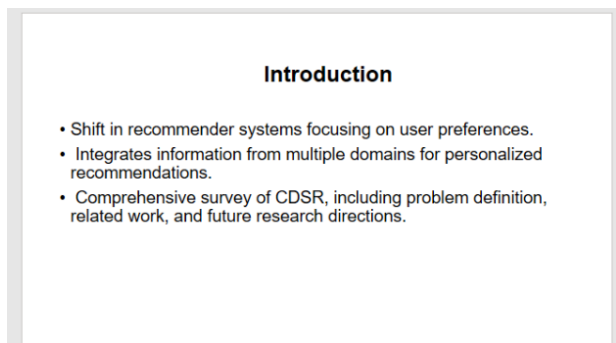 Introduction
• Shift in recommender systems focusing on user preferences.
• Integrates information from multiple domains for personalized
recommendations.
• Comprehensive survey of CDSR, including problem definition,
related work, and future research directions.